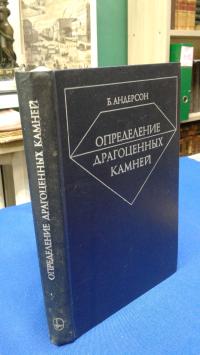 Б. АНДЕРСОН
ОПРЕДЕЛЕНИЕ
ДРАГОЦЕННЫХ
КАМНЕЙ
ОПРЕДЕЛЕНИЕ ДРАГОЦЕННЫХ КАМНЕЙ